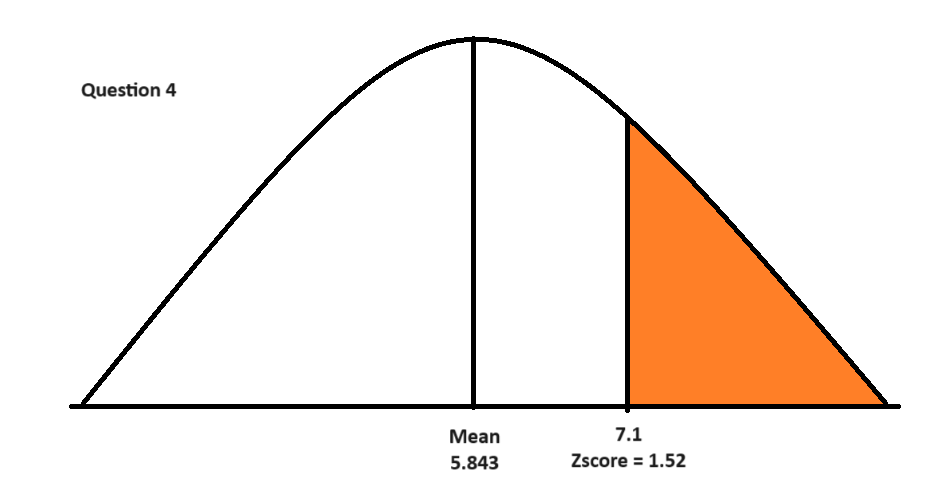 Question 4
Mean
5.843
7.1
Zscore = 1.52